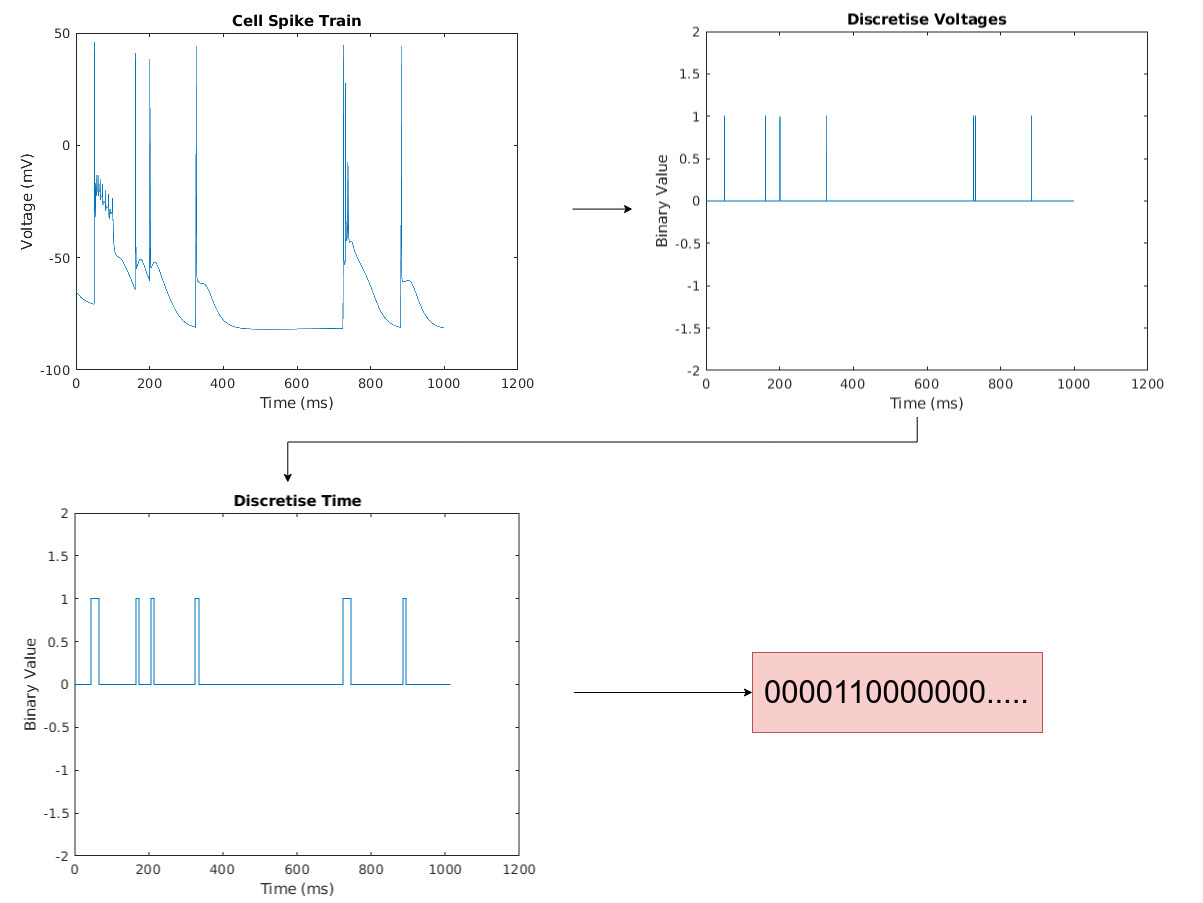 Cell Spike Train
50
0
-50
-100
Voltage (mV)
0 200 400 600 800 1000 1200
Time (ms)
Discretise Voltages
2
1.5
1
0.5
0
-0.5
-1
-1.5
-2
Binary Value
0 200 400 600 800 1000 1200
Time (ms)
Discretise Time
2
1.5
1
0.5
0
-0.5
-1
-1.5
-2
Binary Value
0 200 400 600 800 1000 1200
Time (ms)
0000110000000.....